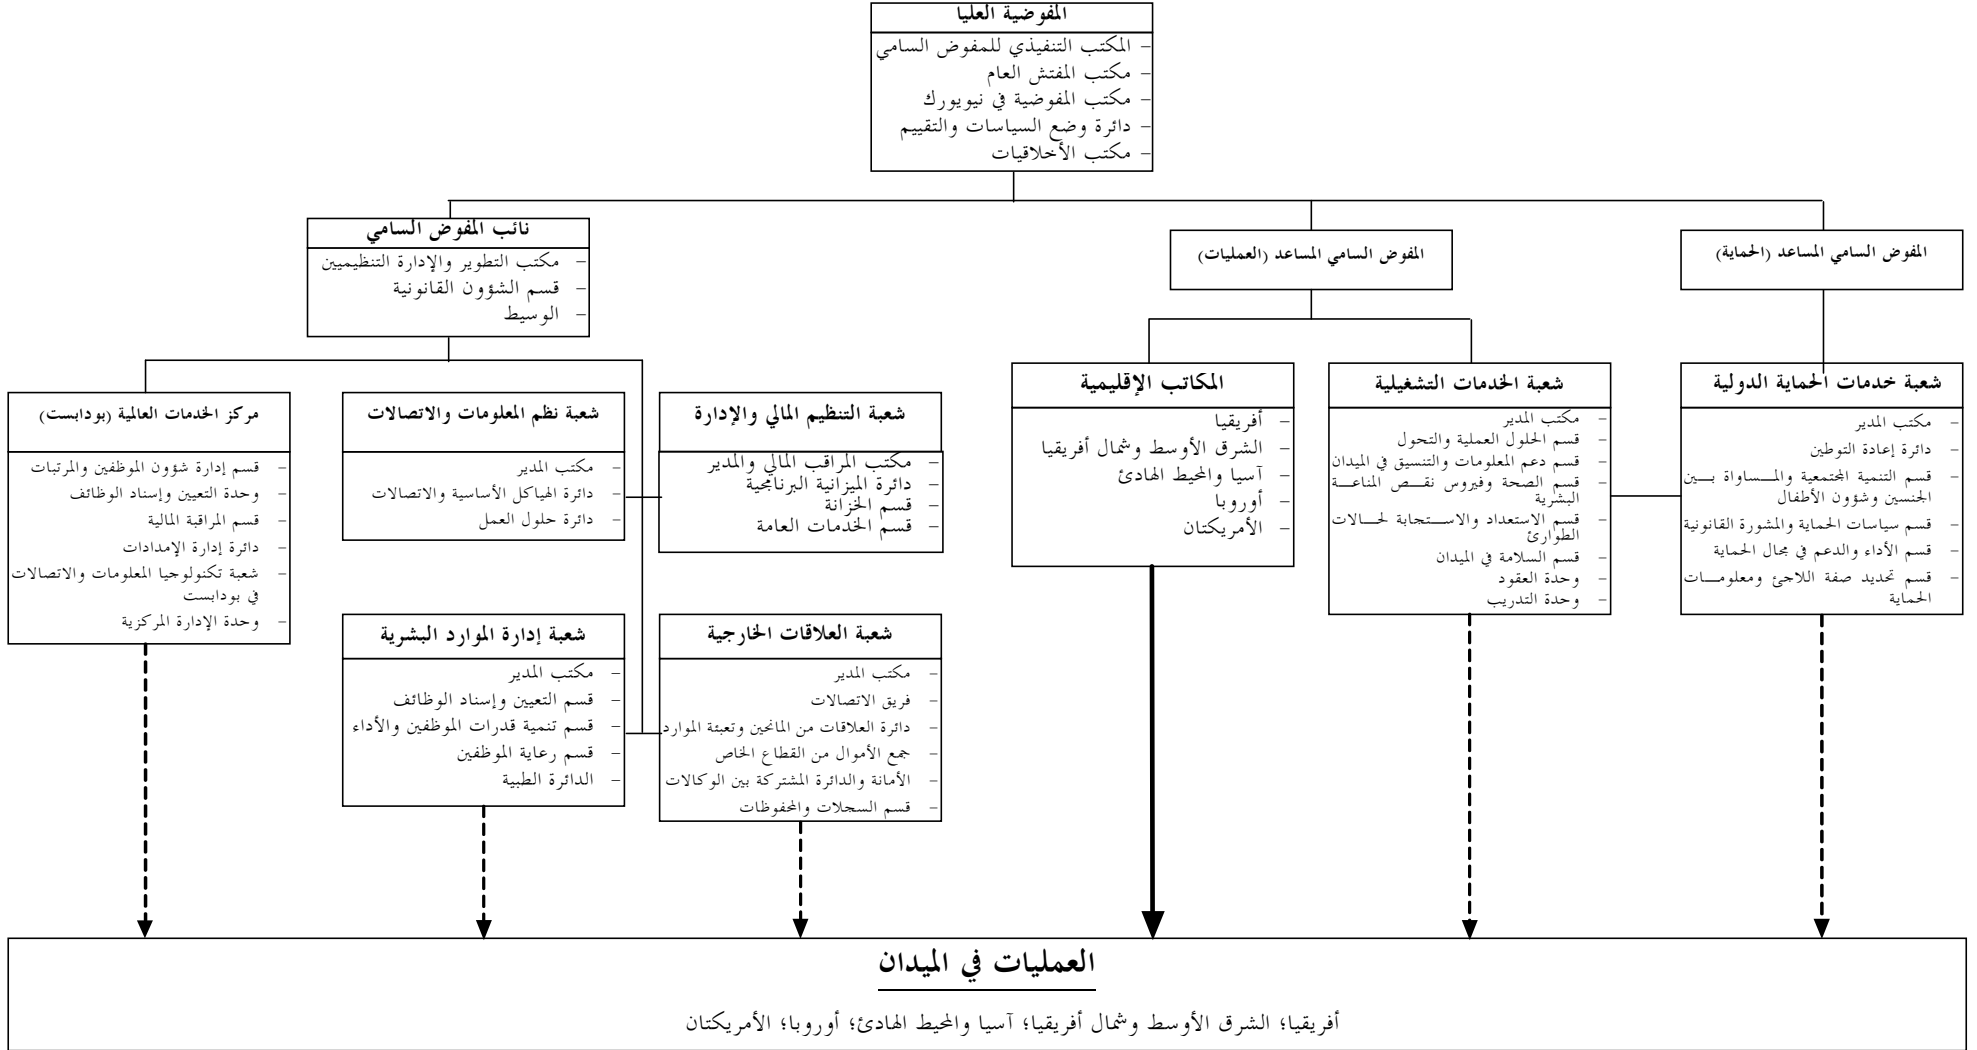 المفوضية العليا
– المكتب التنفيذي للمفوض السامي
– مكتب المفتش العام
– مكتب المفوضية في نيويورك
– دائرة وضع السياسات والتقييم
– مكتب الأخلاقيات
المفوض السامي المساعد (الحماية)
المفوض السامي المساعد (العمليات)
نائب المفوض السامي
– مكتب التطوير والإدارة التنظيميين
– قسم الشؤون القانونية
– الوسيط
شعبة خدمات الحماية الدولية
– مكتب المدير
– دائرة إعادة التوطين
– قسم التنمية المجتمعية والمساواة بين
الجنسين وشؤون الأطفال
– قسم سياسات الحماية والمشورة القانونية
– قسم الأداء والدعم في مجال الحماية
– قسم تحديد صفة اللاجئ ومعلومات
الحماية
شعبة الخدمات التشغيلية
– مكتب المدير
– قسم الحلول العملية والتحول
– قسم دعم المعلومات والتنسيق في الميدان
– قسم الصحة وفيروس نقص المناعة
البشرية
– قسم الاستعداد والاستجابة لحالات
الطوارئ
– قسم السلامة في الميدان
– وحدة العقود
– وحدة التدريب
المكاتب الإقليمية
– أفريقيا
– الشرق الأوسط وشمال أفريقيا
– آسيا والمحيط الهادئ
– أوروبا
– الأمريكتان
شعبة التنظيم المالي والإدارة
– مكتب المراقب المالي والمدير
– دائرة الميزانية البرنامجية
– قسم الخزانة
– قسم الخدمات العامة
شعبة نظم المعلومات والاتصالات
– مكتب المدير
– دائرة الهياكل الأساسية والاتصالات
– دائرة حلول العمل
مركز الخدمات العالمية (بودابست)
– قسم إدارة شؤون الموظفين والمرتبات
– وحدة التعيين وإسناد الوظائف
– قسم المراقبة المالية
– دائرة إدارة الإمدادات
– شعبة تكنولوجيا المعلومات والاتصالات
في بودابست
– وحدة الإدارة المركزية
شعبة العلاقات الخارجية
– مكتب المدير
– فريق الاتصالات
– دائرة العلاقات من المانحين وتعبئة الموارد
– جمع الأموال من القطاع الخاص
– الأمانة والدائرة المشتركة بين الوكالات
– قسم السجلات والمحفوظات
شعبة إدارة الموارد البشرية
– مكتب المدير
– قسم التعيين وإسناد الوظائف
– قسم تنمية قدرات الموظفين والأداء
– قسم رعاية الموظفين
– الدائرة الطبية
العمليات في الميدان
أفريقيا؛ الشرق الأوسط وشمال أفريقيا؛ آسيا والمحيط الهادئ؛ أوروبا؛ الأمريكتان